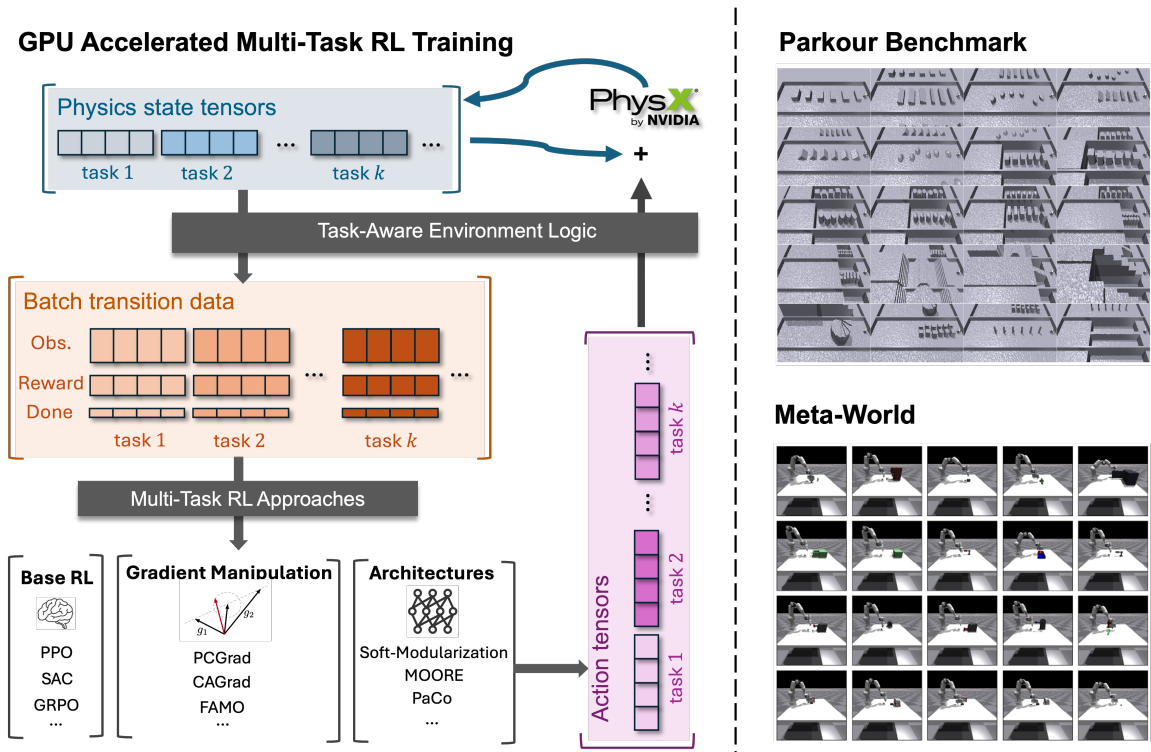 GPU Accelerated Multi-Task RL Training
Physics state tensors
task 1
task 2
...
task k
...
PhysX
by NVIDIA
+
Task-Aware Environment Logic
Batch transition data
Obs.
Reward
Done
...
...
task 1
task 2
task k
Multi-Task RL Approaches
Base RL
PPO
SAC
GRPO
...
Gradient Manipulation
g1
g2
PCGrad
CAGrad
FAMO
...
Architectures
Soft-Modularization
MOORE
PaCo
...
Action tensors
...
task k
...
task 2
task 1
Parkour Benchmark
Meta-World